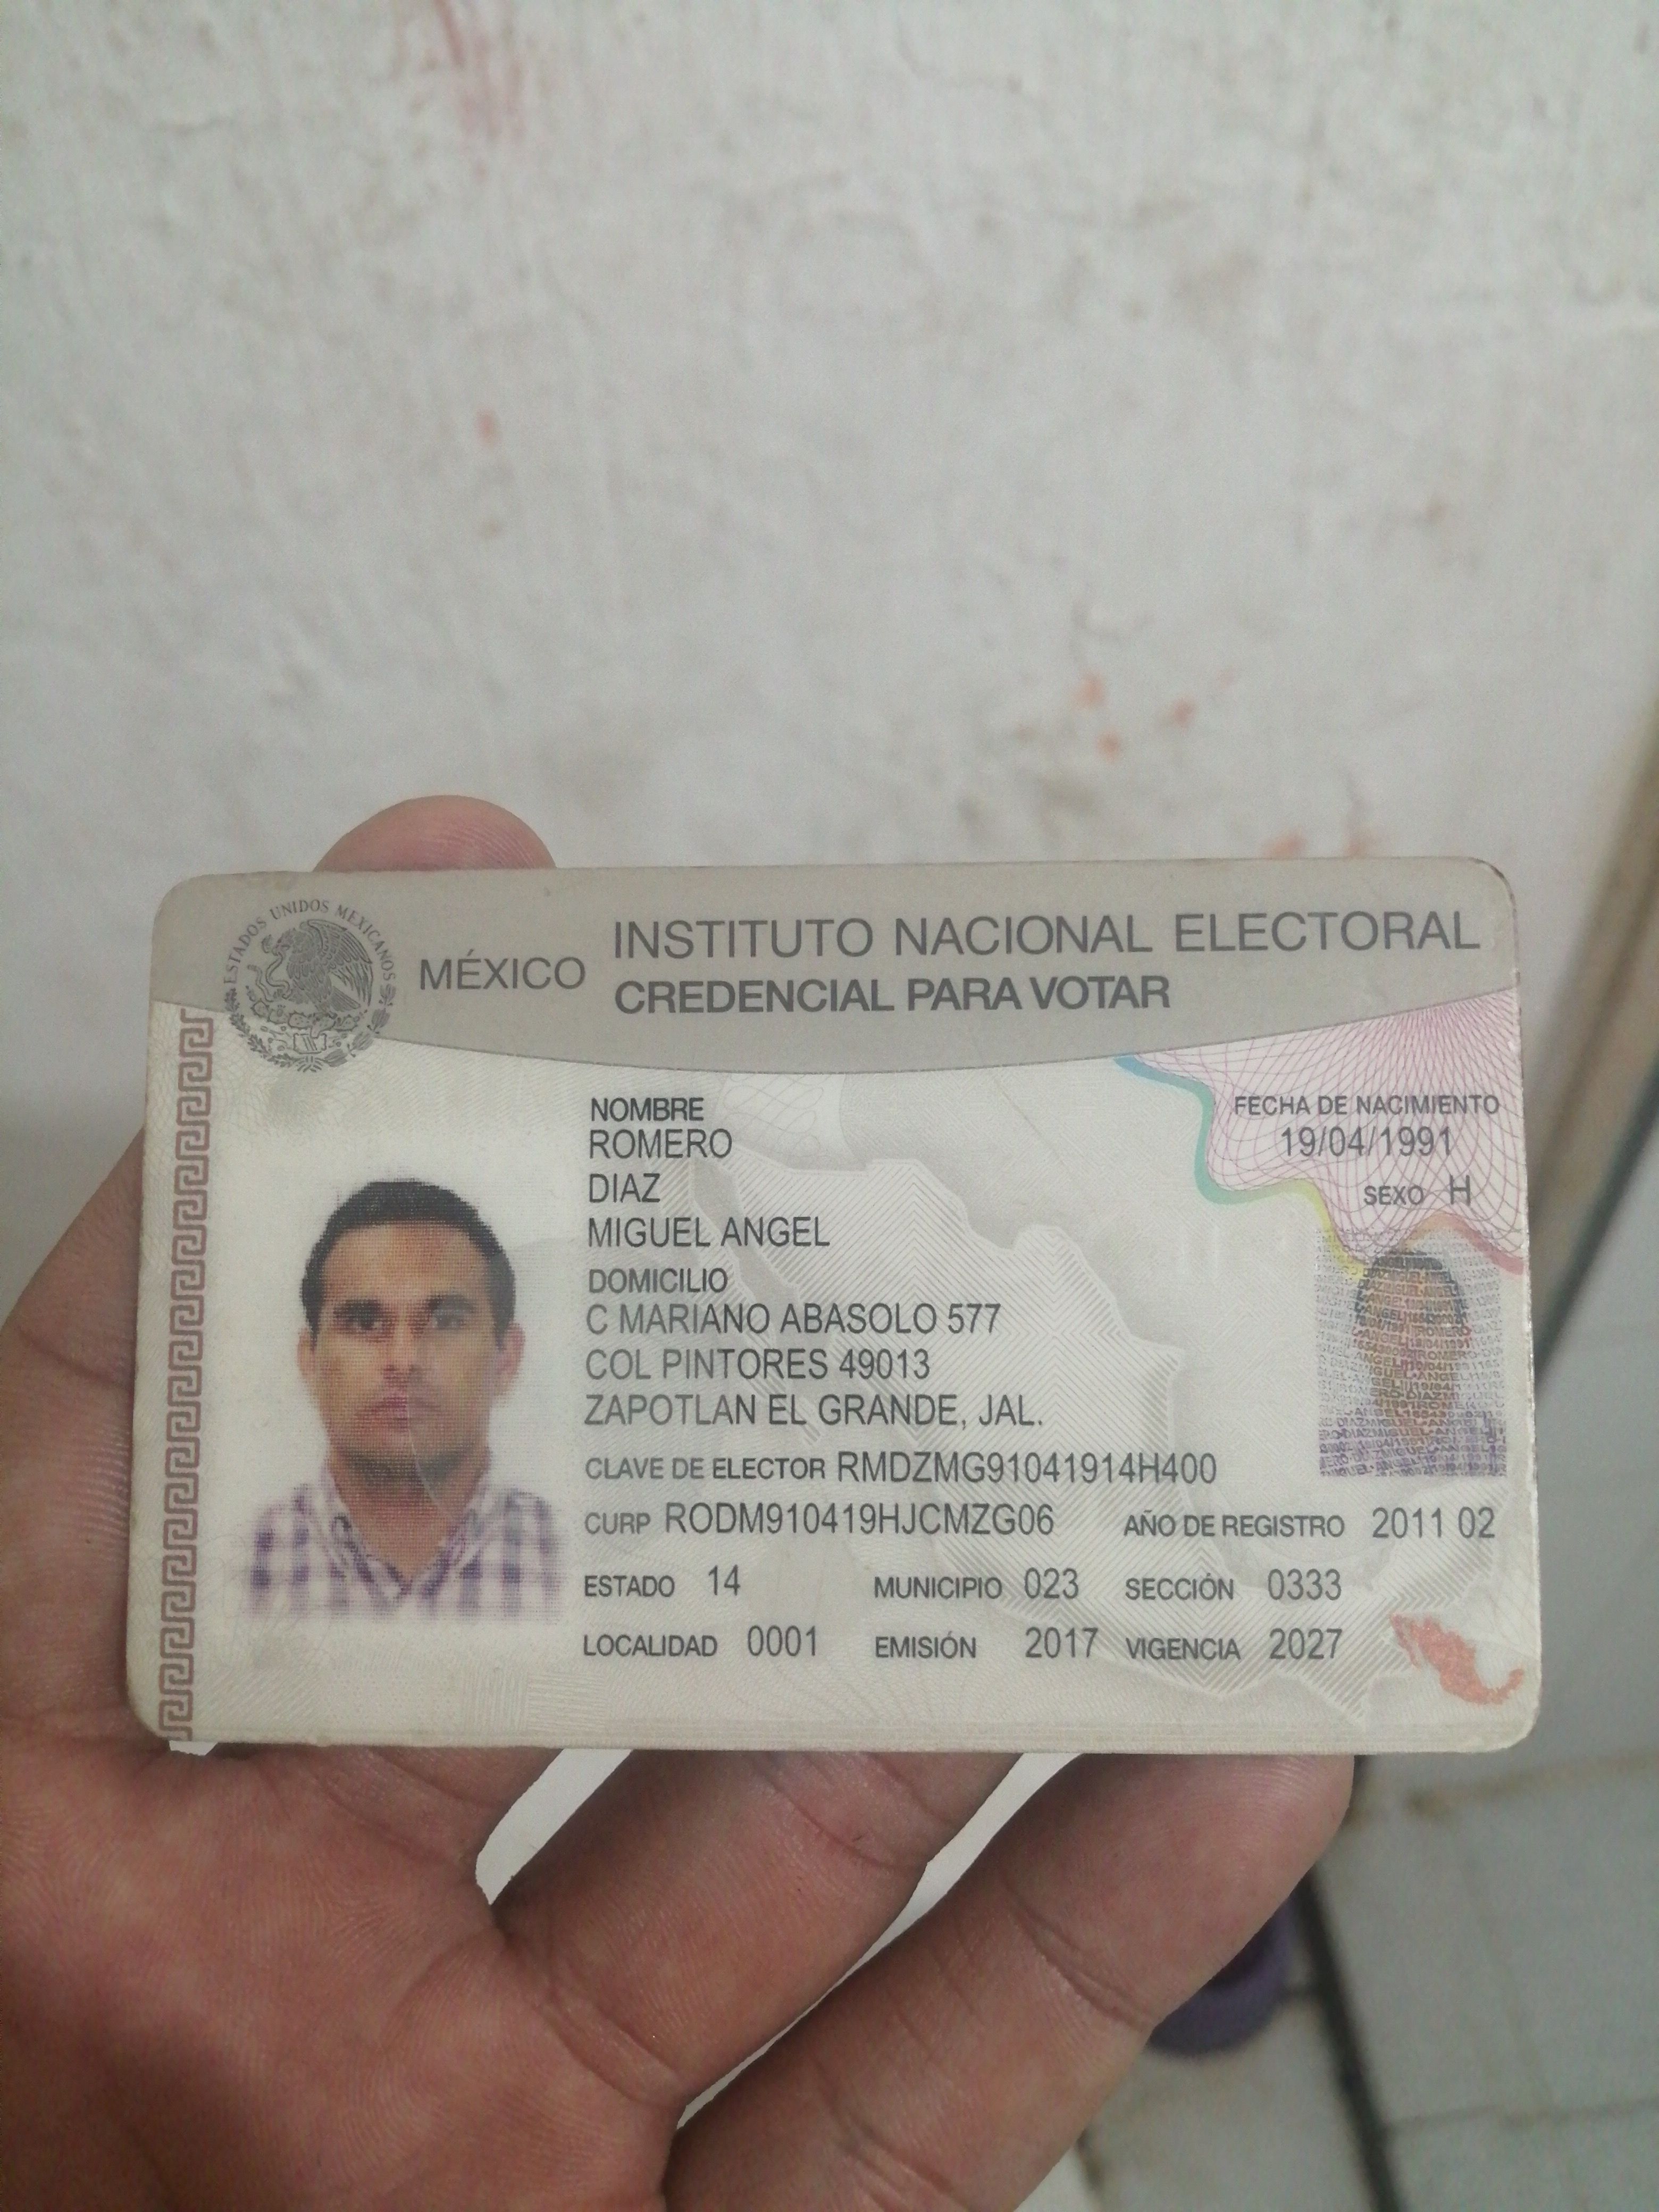 ESTADOS UNIDOS MEXICANOS
MÉXICO
INSTITUTO NACIONAL ELECTORAL
CREDENCIAL PARA VOTAR
NOMBRE
ROMERO
DIAZ
MIGUEL ANGEL
FECHA DE NACIMIENTO
19/04/1991
SEXO H
DOMICILIO
C MARIANO ABASOLO 577
COL PINTORES 49013
ZAPOTLAN EL GRANDE, JAL.
CLAVE DE ELECTOR RMDZMG91041914H400
CURP RODM910419HJCMZG06 AÑO DE REGISTRO 2011 02
ESTADO 14 MUNICIPIO 023 SECCIÓN 0333
LOCALIDAD 0001 EMISIÓN 2017 VIGENCIA 2027